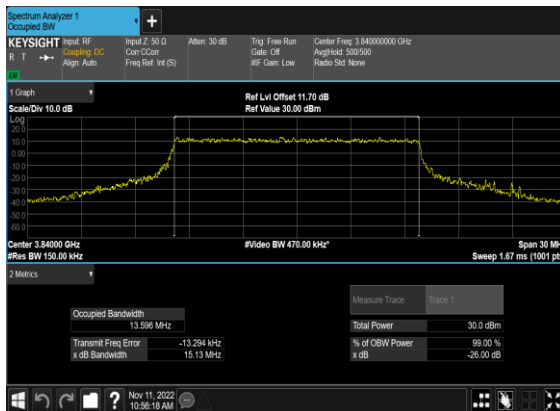 Spectrum Analyzer 1
Occupied BW
KEYSIGHT
R T
Input: RF
Coupling: DC
Align: Auto
Input Z: 50 Ω
Corr CCorr
Freq Ref: Int (S)
Atten: 30 dB
Trig: Free Run
Gate: Off
#IF Gain: Low
Center Freq: 3.840000000 GHz
Avg|Hold: 500/500
Radio Std: None
1 Graph
Scale/Div 10.0 dB
Ref Lvl Offset 11.70 dB
Ref Value 30.00 dBm
Log
20.0
10.0
0.00
-10.0
-20.0
-30.0
-40.0
-50.0
-60.0
Center 3.84000 GHz
#Video BW 470.00 kHz*
Span 30 MH
#Res BW 150.00 kHz
Sweep 1.67 ms (1001 pts
2 Metrics
Measure Trace
Trace 1
Occupied Bandwidth
13.596 MHz
Total Power
30.0 dBm
Transmit Freq Error
-13.294 kHz
% of OBW Power
99.00 %
x dB Bandwidth
15.13 MHz
x dB
-26.00 dB
?
Nov 11, 2022
10:56:18 AM